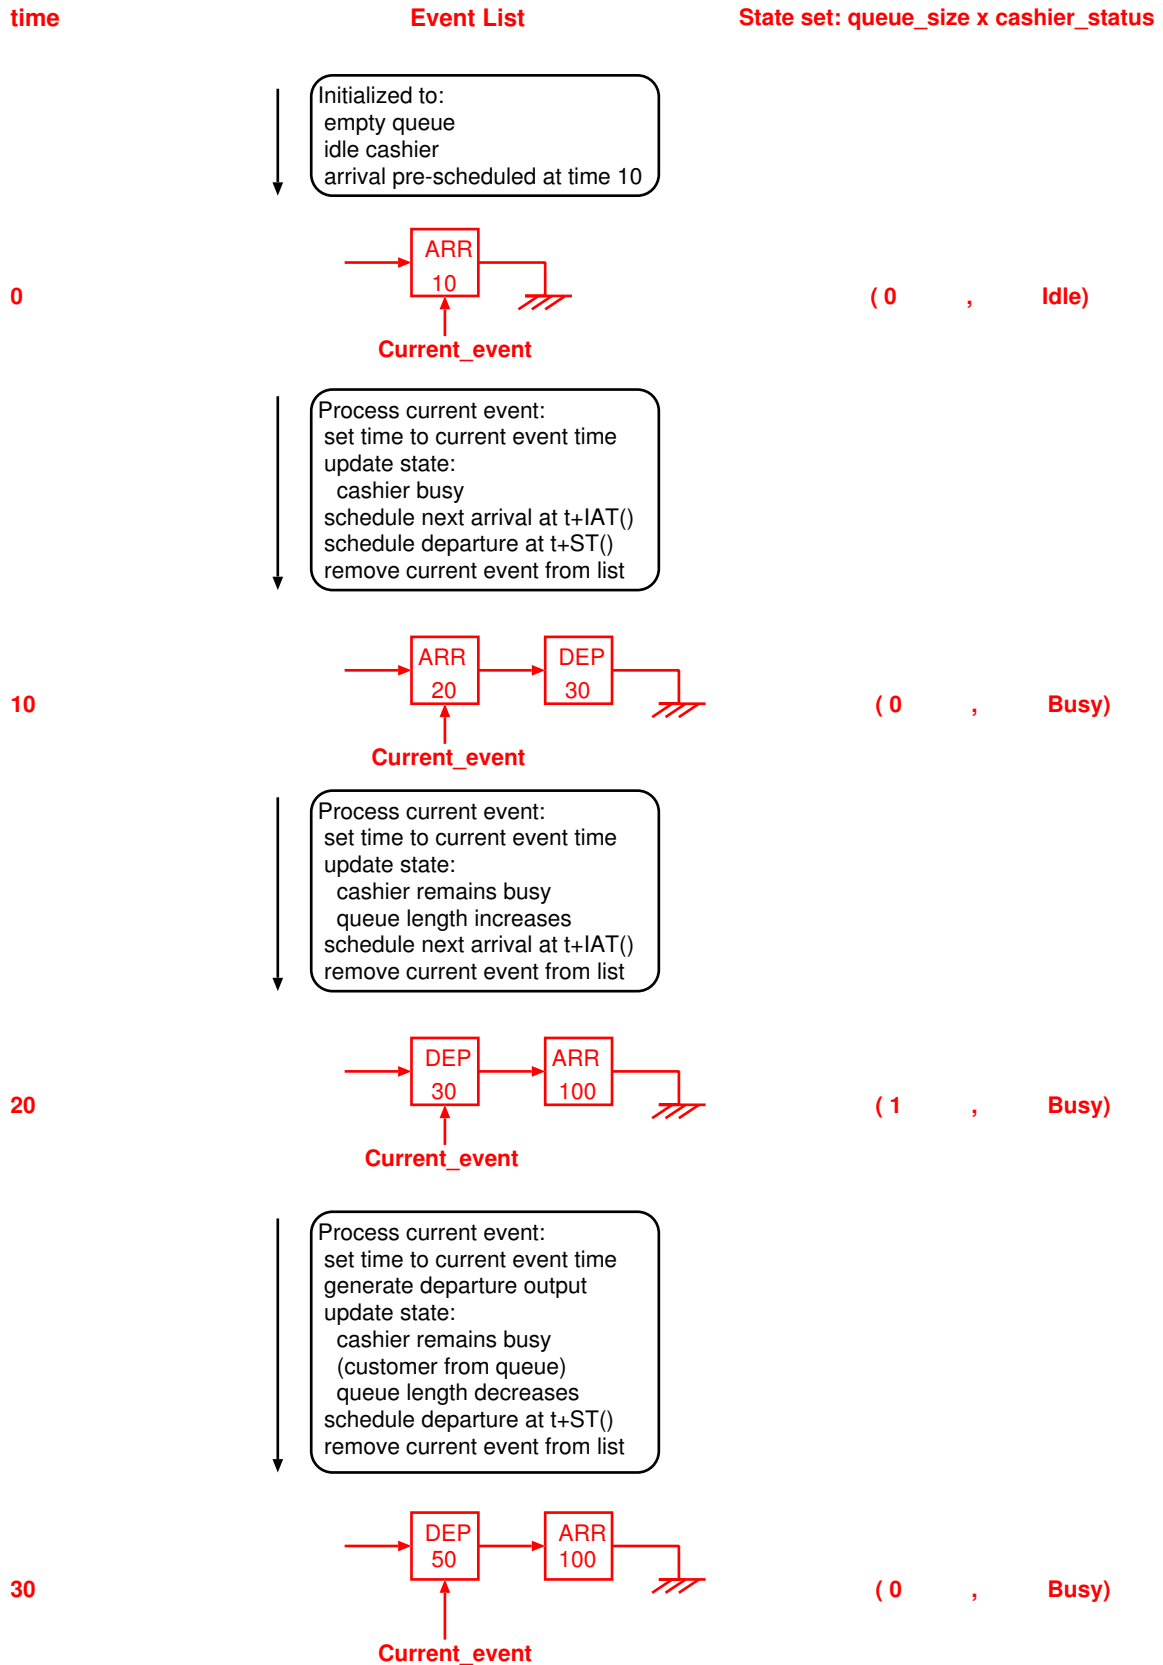 time Event List State set: queue_size x cashier_status
Initialized to:
empty queue
idle cashier
arrival pre-scheduled at time 10
ARR
10
0 ( 0 , Idle)
Current_event
Process current event:
set time to current event time
update state:
cashier busy
schedule next arrival at t+IAT()
schedule departure at t+ST()
remove current event from list
ARR DEP
20 30
10 ( 0 , Busy)
Current_event
Process current event:
set time to current event time
update state:
cashier remains busy
queue length increases
schedule next arrival at t+IAT()
remove current event from list
DEP ARR
30 100
20 ( 1 , Busy)
Current_event
Process current event:
set time to current event time
generate departure output
update state:
cashier remains busy
(customer from queue)
queue length decreases
schedule departure at t+ST()
remove current event from list
DEP ARR
50 100
30 ( 0 , Busy)
Current_event